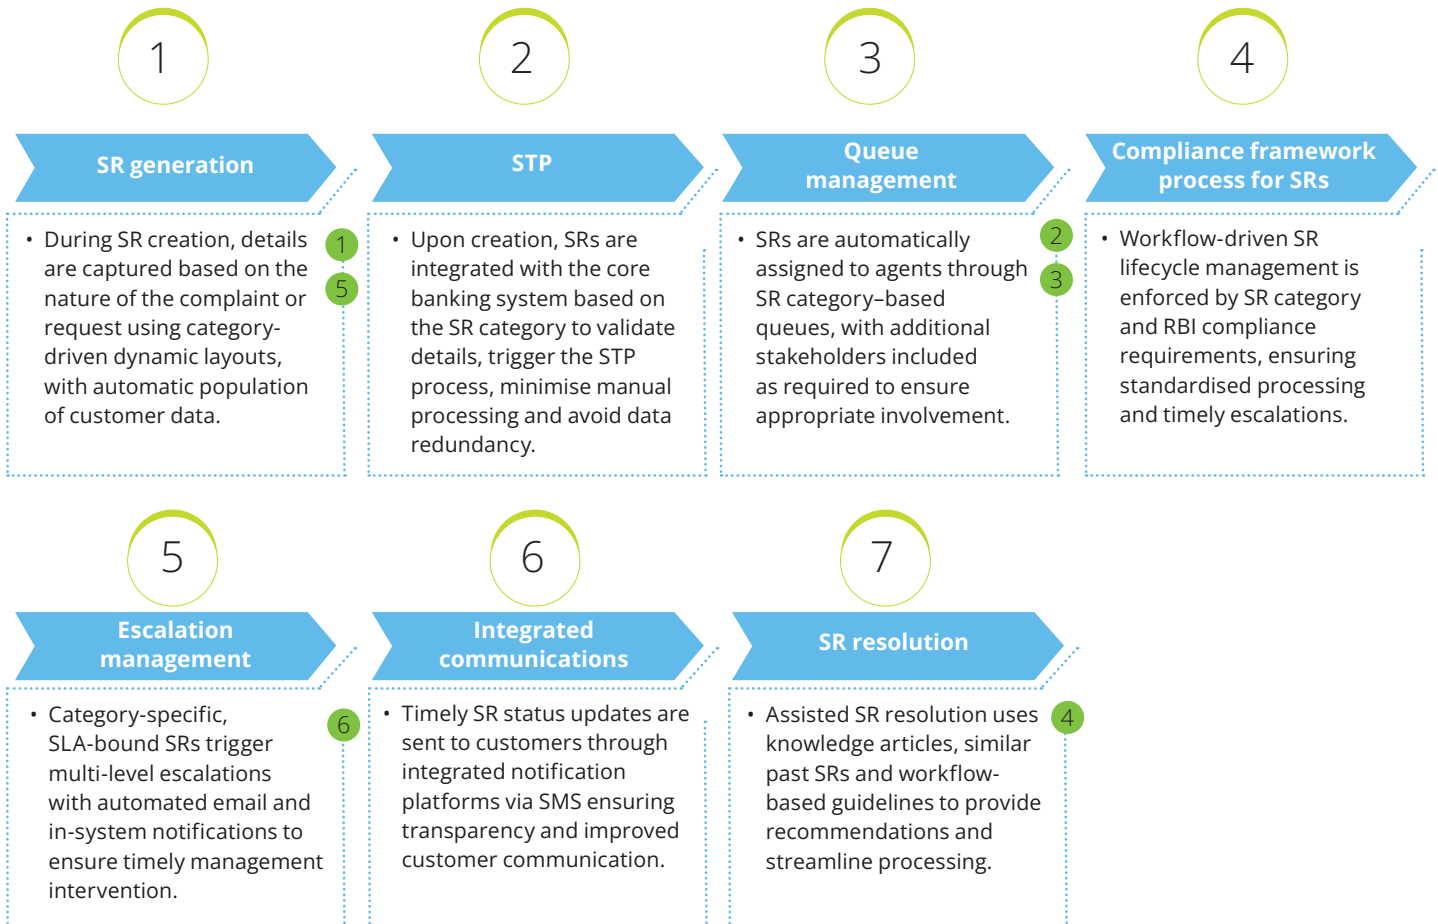 1
SR generation
• During SR creation, details
are captured based on the
nature of the complaint or
request using category-
driven dynamic layouts,
with automatic population
of customer data.
1
5
2
STP
• Upon creation, SRs are
integrated with the core
banking system based on
the SR category to validate
details, trigger the STP
process, minimise manual
processing and avoid data
redundancy.
3
Queue
management
• SRs are automatically
assigned to agents through
SR category–based
queues, with additional
stakeholders included
as required to ensure
appropriate involvement.
2
3
4
Compliance framework
process for SRs
• Workflow-driven SR
lifecycle management is
enforced by SR category
and RBI compliance
requirements, ensuring
standardised processing
and timely escalations.
5
Escalation
management
• Category-specific,
SLA-bound SRs trigger
multi-level escalations
with automated email and
in-system notifications to
ensure timely management
intervention.
6
6
Integrated
communications
• Timely SR status updates are
sent to customers through
integrated notification
platforms via SMS ensuring
transparency and improved
customer communication.
7
SR resolution
• Assisted SR resolution uses
knowledge articles, similar
past SRs and workflow-
based guidelines to provide
recommendations and
streamline processing.
4